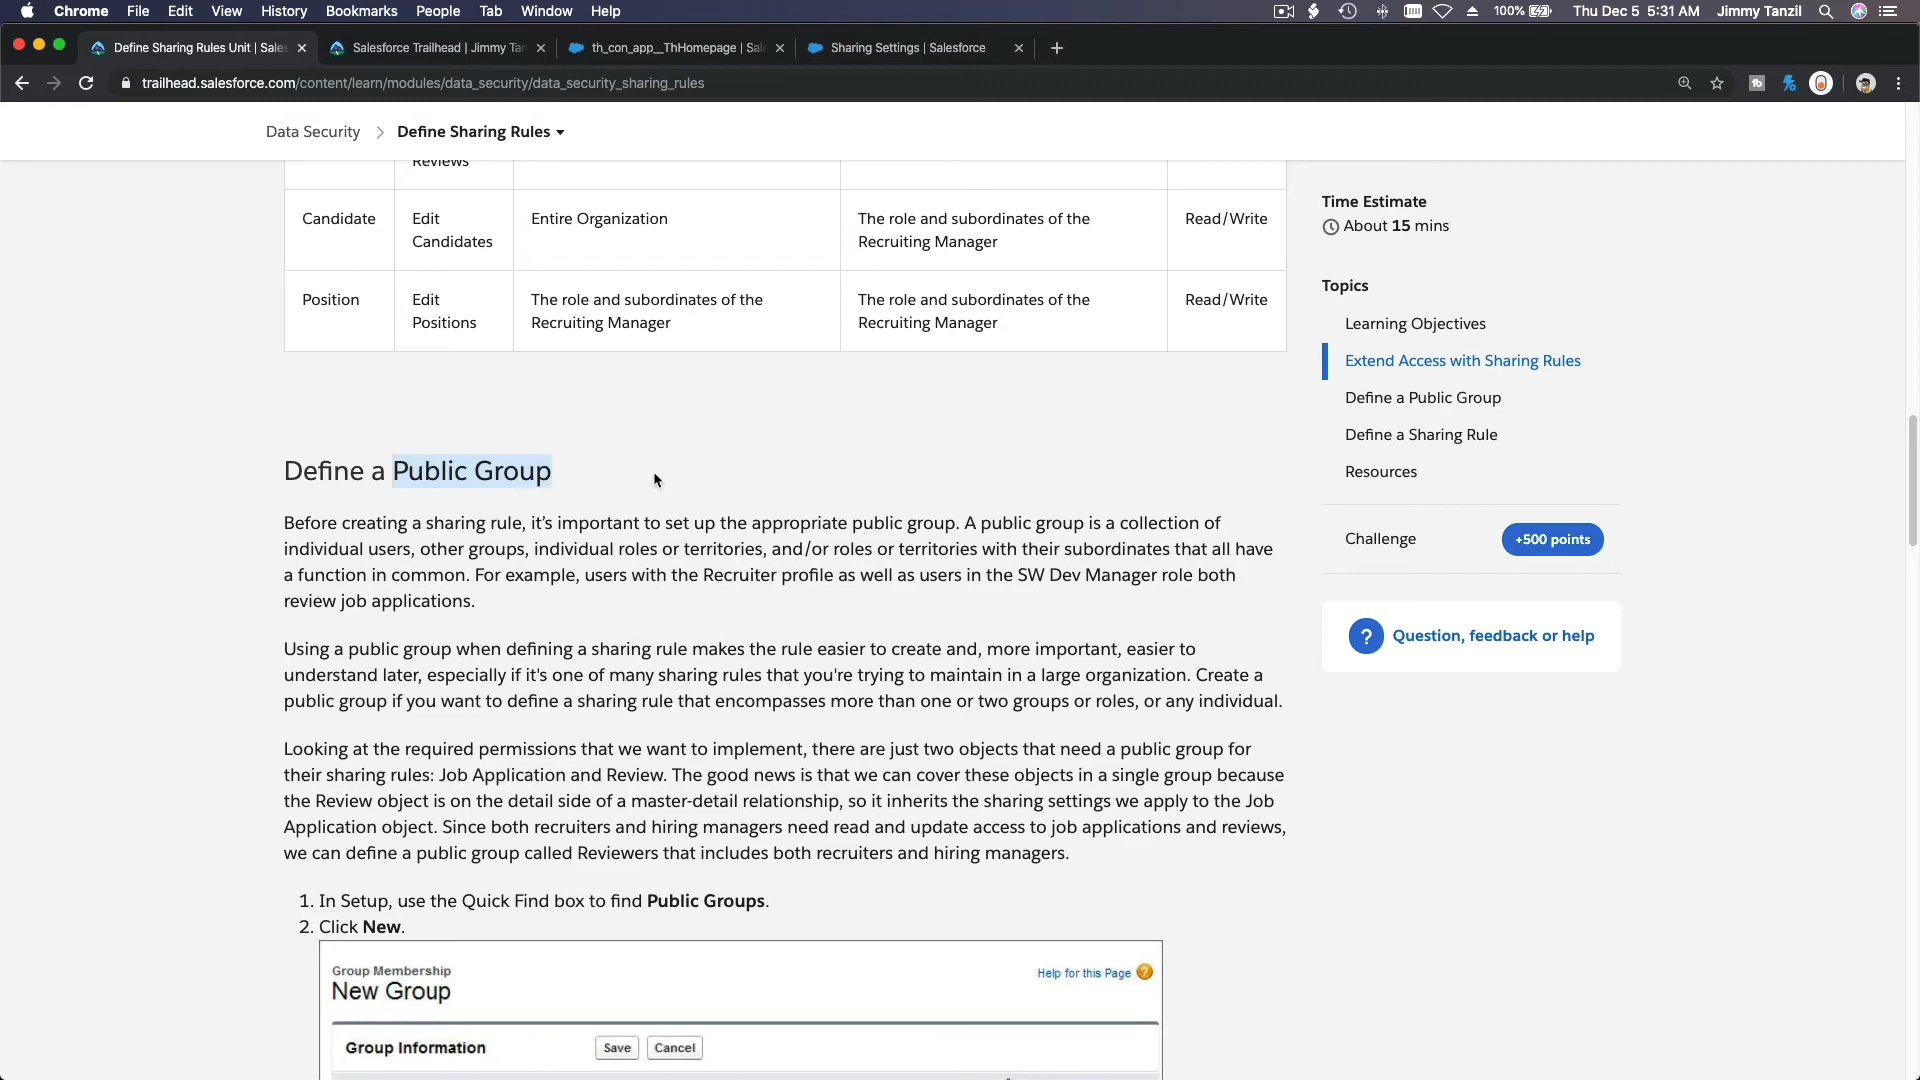 Chrome File Edit View History Bookmarks People Tab Window Help 100% Thu Dec 5 5:31 AM Jimmy Tanzil
Define Sharing Rules Unit | Sales Salesforce Trailhead | Jimmy Tan th_con_app__ThHomepage | Sal Sharing Settings | Salesforce
trailhead.salesforce.com/content/learn/modules/data_security/data_security_sharing_rules
Data Security Define Sharing Rules
Reviews
Candidate Edit Candidates Entire Organization The role and subordinates of the Recruiting Manager Read/Write
Position Edit Positions The role and subordinates of the Recruiting Manager The role and subordinates of the Recruiting Manager Read/Write
Define a Public Group
Before creating a sharing rule, it's important to set up the appropriate public group. A public group is a collection of
individual users, other groups, individual roles or territories, and/or roles or territories with their subordinates that all have
a function in common. For example, users with the Recruiter profile as well as users in the SW Dev Manager role both
review job applications.
Using a public group when defining a sharing rule makes the rule easier to create and, more important, easier to
understand later, especially if it's one of many sharing rules that you're trying to maintain in a large organization. Create a
public group if you want to define a sharing rule that encompasses more than one or two groups or roles, or any individual.
Looking at the required permissions that we want to implement, there are just two objects that need a public group for
their sharing rules: Job Application and Review. The good news is that we can cover these objects in a single group because
the Review object is on the detail side of a master-detail relationship, so it inherits the sharing settings we apply to the Job
Application object. Since both recruiters and hiring managers need read and update access to job applications and reviews,
we can define a public group called Reviewers that includes both recruiters and hiring managers.
1. In Setup, use the Quick Find box to find Public Groups.
2. Click New.
Group Membership
New Group
Help for this Page ?
Group Information Save Cancel
Time Estimate
About 15 mins
Topics
Learning Objectives
Extend Access with Sharing Rules
Define a Public Group
Define a Sharing Rule
Resources
Challenge +500 points
? Question, feedback or help